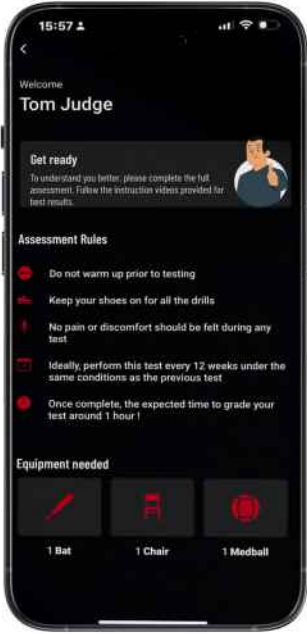 15:57
Welcome
Tom Judge
Get ready
To understand you better, please complete the full
assessment. Follow the instruction videos provided for
best results.
Assessment Rules
Do not warm up prior to testing
Keep your shoes on for all the drills
No pain or discomfort should be felt during any
test
Ideally, perform this test every 12 weeks under the
same conditions as the previous test
Once complete, the expected time to grade your
test around 1 hour !
Equipment needed
1 Bat
1 Chair
1 Medball